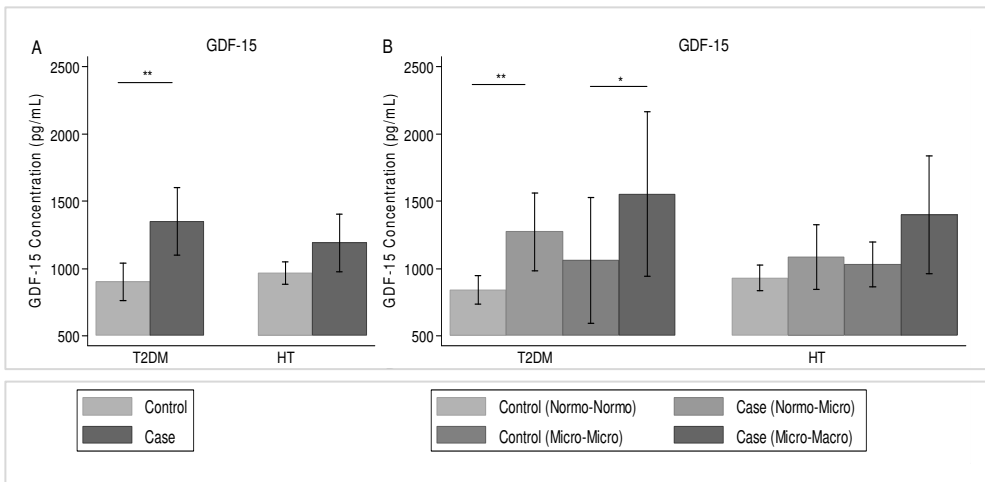 A
GDF-15
GDF-15 Concentration (pg/mL)
2500
2000
1500
1000
500
**
T2DM
HT
B
GDF-15
GDF-15 Concentration (pg/mL)
2500
2000
1500
1000
500
**
*
T2DM
HT
Control
Case
Control (Normo-Normo)
Case (Normo-Micro)
Control (Micro-Micro)
Case (Micro-Macro)